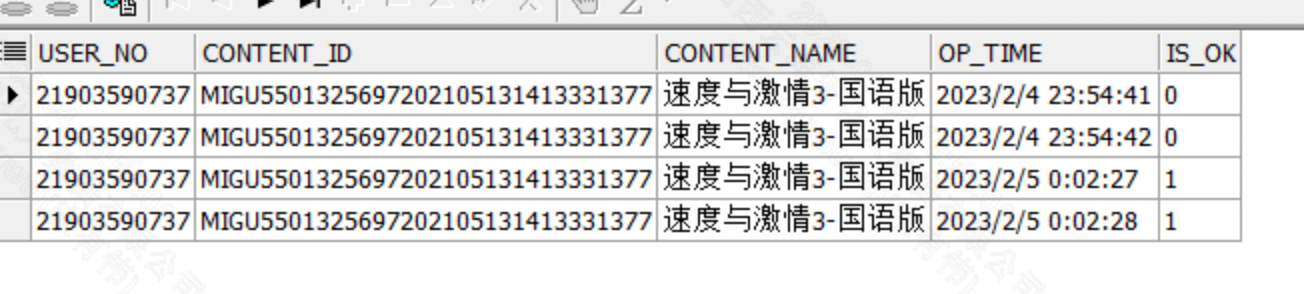 USER_NO CONTENT_ID CONTENT_NAME OP_TIME IS_OK
21903590737 MIGU5501325697202105131413331377 速度与激情3-国语版 2023/2/4 23:54:41 0
21903590737 MIGU5501325697202105131413331377 速度与激情3-国语版 2023/2/4 23:54:42 0
21903590737 MIGU5501325697202105131413331377 速度与激情3-国语版 2023/2/5 0:02:27 1
21903590737 MIGU5501325697202105131413331377 速度与激情3-国语版 2023/2/5 0:02:28 1